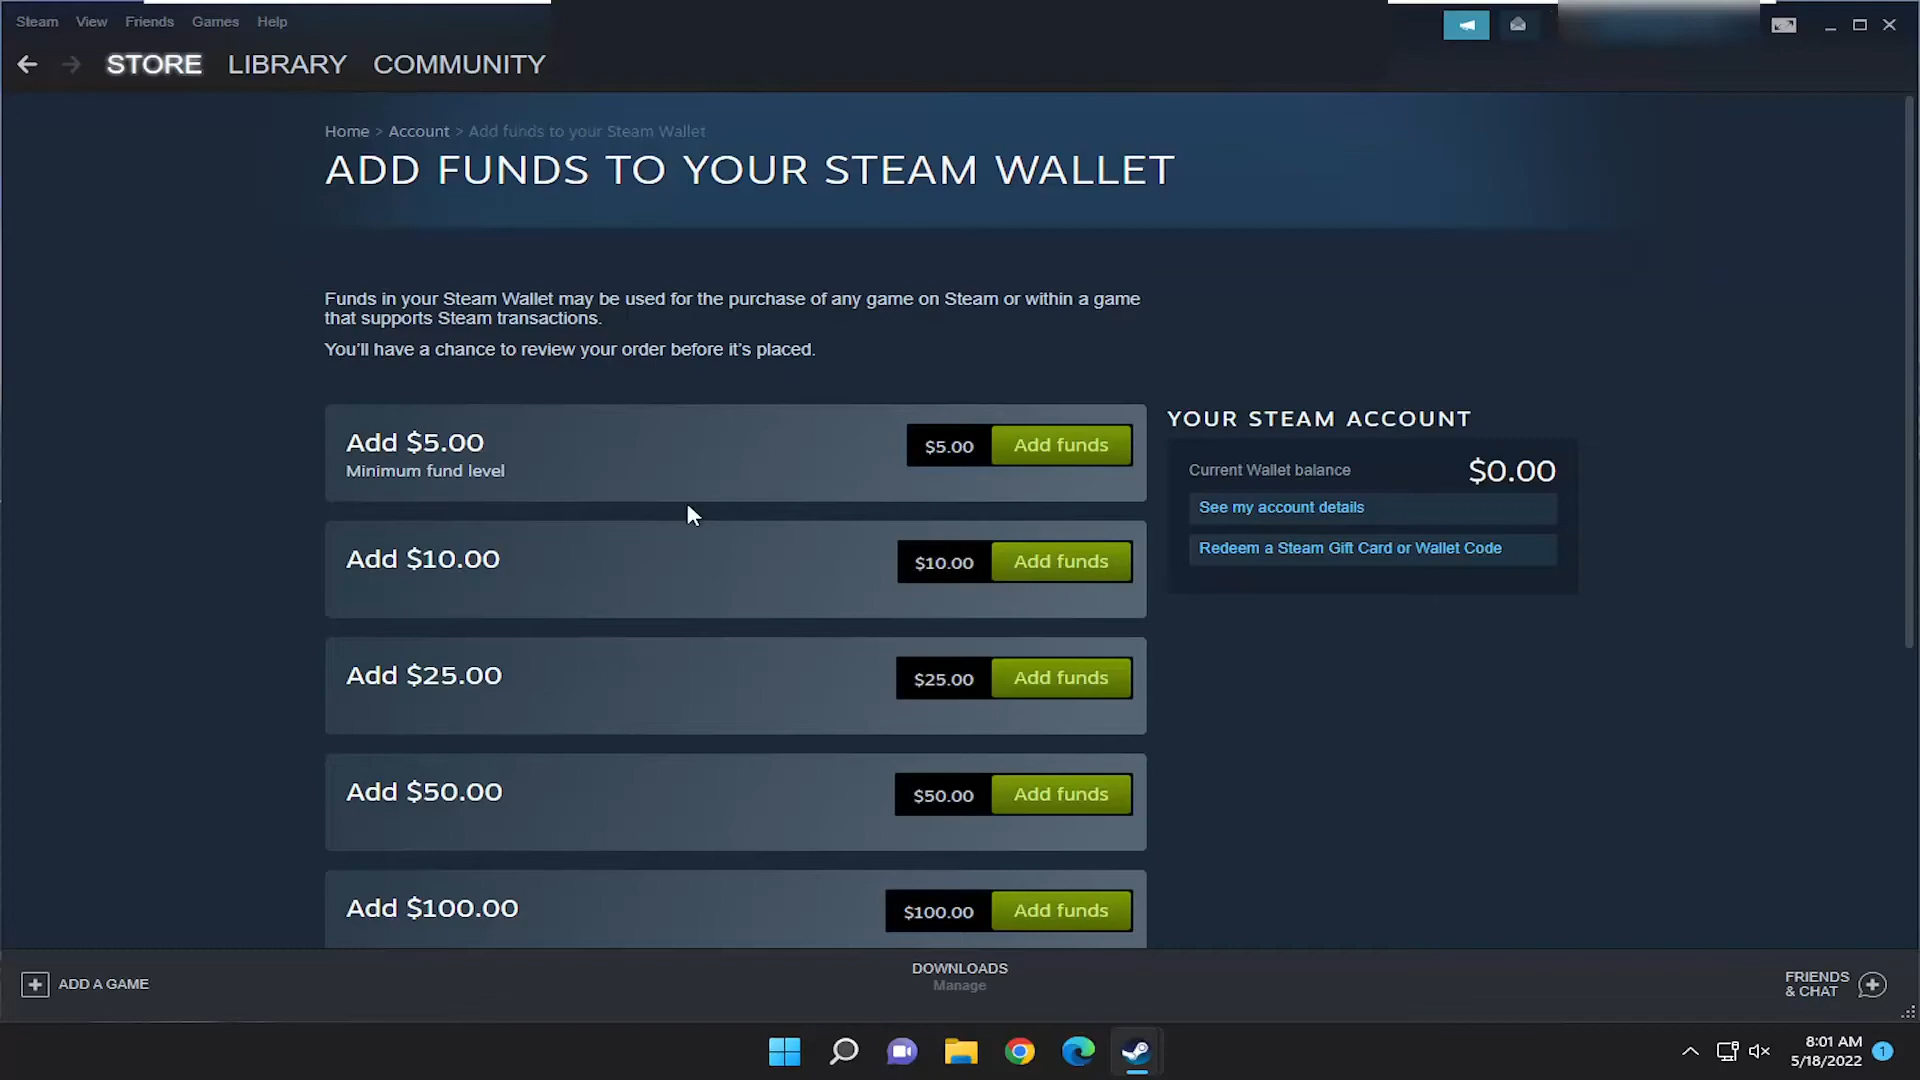 Steam View Friends Games Help
STORE LIBRARY COMMUNITY
Home > Account > Add funds to your Steam Wallet
ADD FUNDS TO YOUR STEAM WALLET
Funds in your Steam Wallet may be used for the purchase of any game on Steam or within a game
that supports Steam transactions.
You'll have a chance to review your order before it's placed.
Add $5.00
Minimum fund level
$5.00 Add funds
Add $10.00
$10.00 Add funds
Add $25.00
$25.00 Add funds
Add $50.00
$50.00 Add funds
Add $100.00
$100.00 Add funds
YOUR STEAM ACCOUNT
Current Wallet balance $0.00
See my account details
Redeem a Steam Gift Card or Wallet Code
ADD A GAME
DOWNLOADS
Manage
FRIENDS
& CHAT
8:01 AM
5/18/2022
1